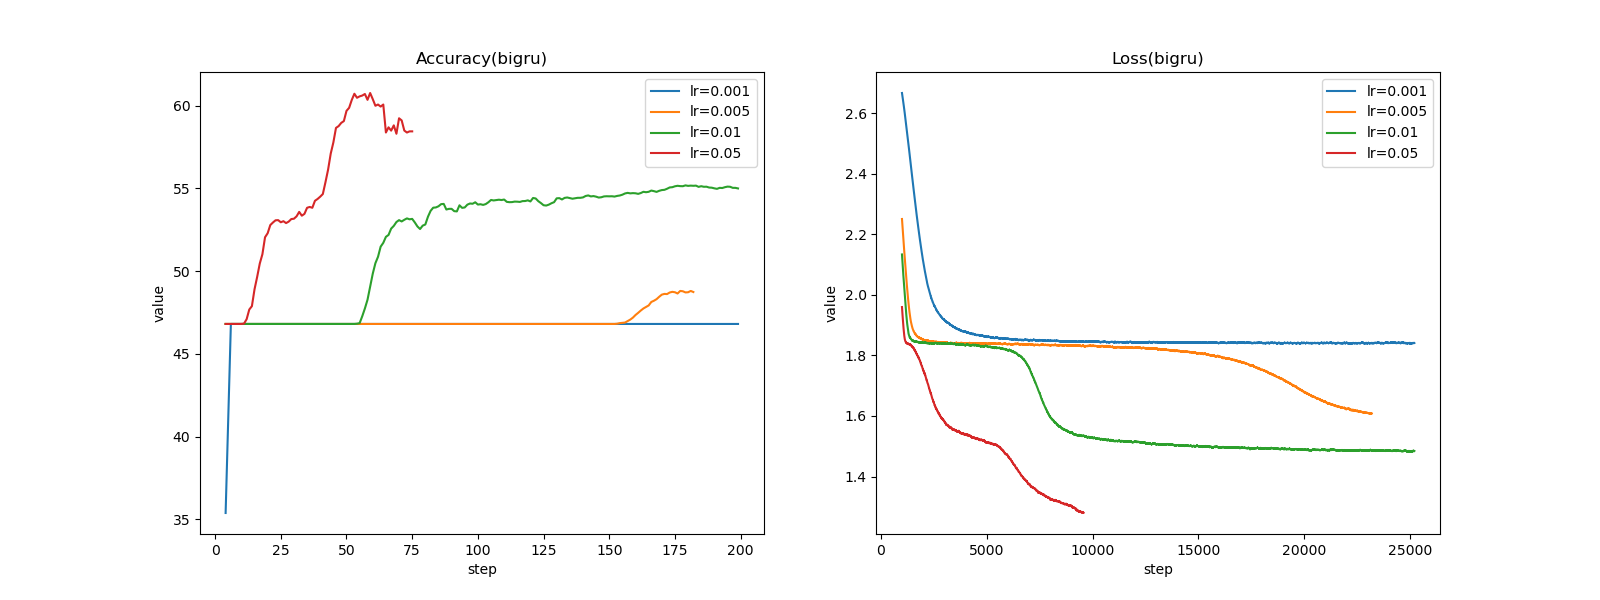 Accuracy(bigru)
lr=0.001
lr=0.005
lr=0.01
lr=0.05
60
55
50
45
40
35
value
0 25 50 75 100 125 150 175 200
step
Loss(bigru)
lr=0.001
lr=0.005
lr=0.01
lr=0.05
2.6
2.4
2.2
2.0
1.8
1.6
1.4
value
0 5000 10000 15000 20000 25000
step